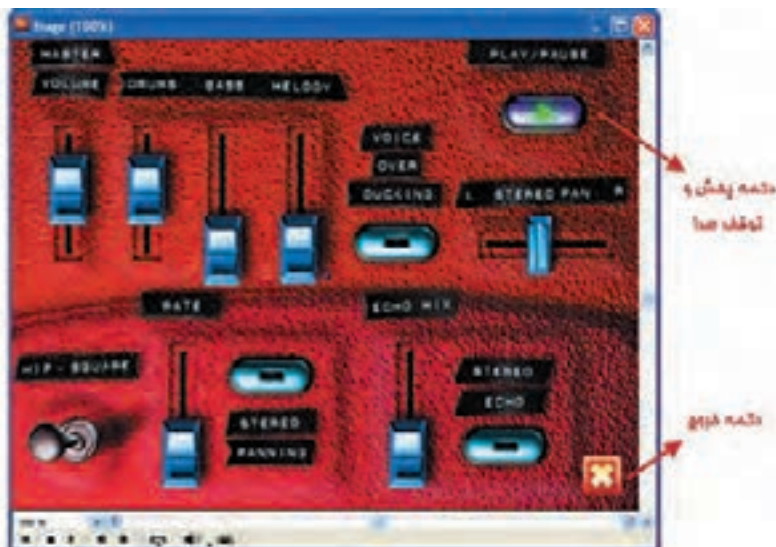 Stage (100%)
MASTER
VOLUME
DRUMS BASS MELODY
PLAY/PAUSE
VOICE
OVER
DUCKING
L STEREO PAN R
دکمه پخش و
توقف صدا
RATE
ECHO MIX
HIP - SQUARE
STEREO
PANNING
STEREO
ECHO
دکمه خروج